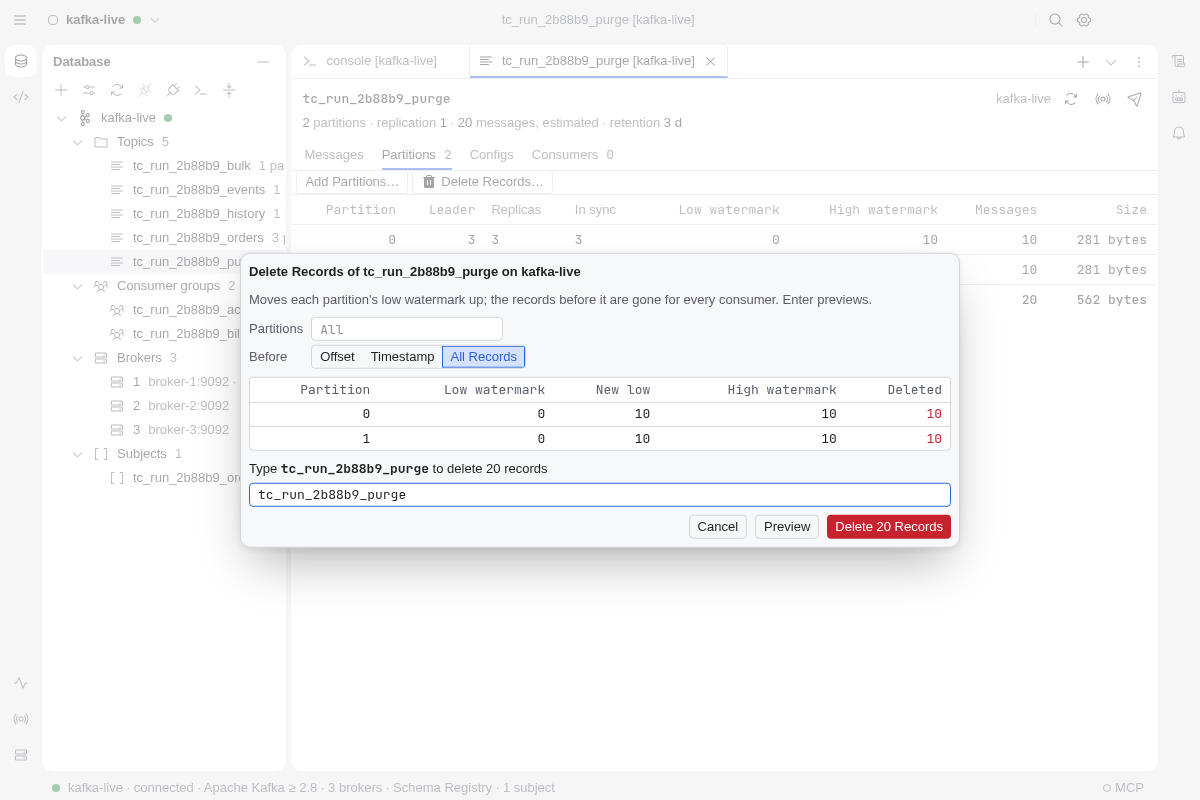 kafka-live
tc_run_2b88b9_purge [kafka-live]
Database
console [kafka-live]
tc_run_2b88b9_purge [kafka-live]
kafka-live
Topics 5
tc_run_2b88b9_bulk 1 pa
tc_run_2b88b9_events 1
tc_run_2b88b9_history 1
tc_run_2b88b9_orders 3
tc_run_2b88b9_pu
Consumer groups 2
tc_run_2b88b9_ac
tc_run_2b88b9_bil
Brokers 3
1 broker-1:9092 ·
2 broker-2:9092
3 broker-3:9092
Subjects 1
tc_run_2b88b9_or
tc_run_2b88b9_purge
kafka-live
2 partitions · replication 1 · 20 messages, estimated · retention 3 d
Messages Partitions 2 Configs Consumers 0
Add Partitions… Delete Records…
Partition Leader Replicas In sync Low watermark High watermark Messages Size
0 3 3 3 0 10 10 281 bytes
10 281 bytes
20 562 bytes
Delete Records of tc_run_2b88b9_purge on kafka-live
Moves each partition's low watermark up; the records before it are gone for every consumer. Enter previews.
Partitions All
Before Offset Timestamp All Records
Partition Low watermark New low High watermark Deleted
0 0 10 10 10
1 0 10 10 10
Type tc_run_2b88b9_purge to delete 20 records
tc_run_2b88b9_purge
Cancel Preview Delete 20 Records
kafka-live · connected · Apache Kafka ≥ 2.8 · 3 brokers · Schema Registry · 1 subject
MCP